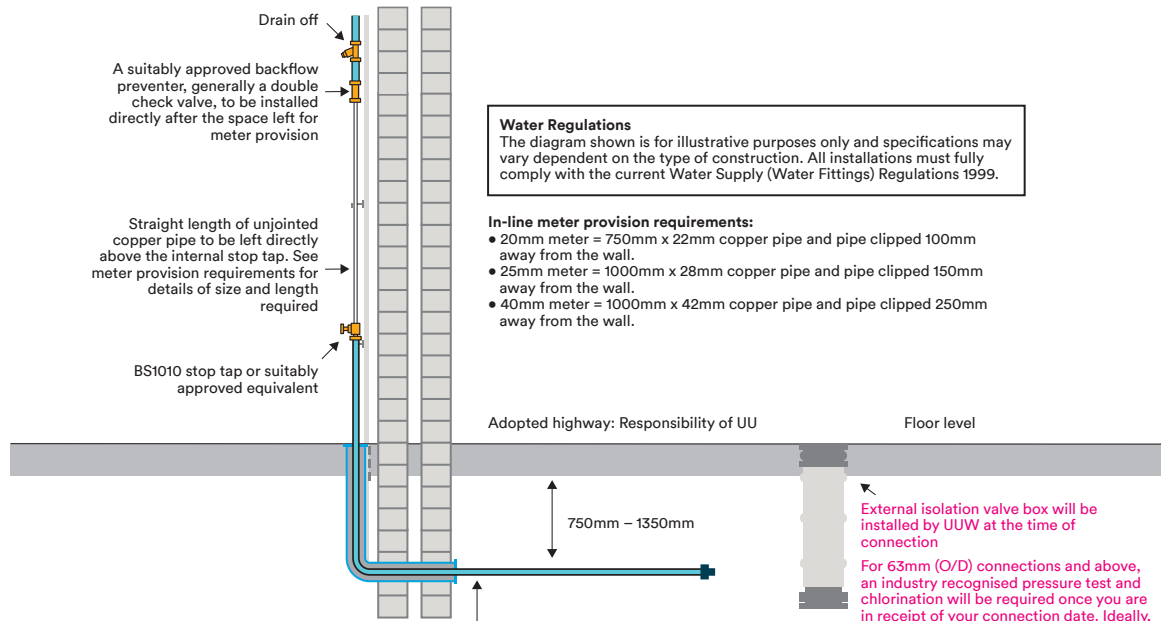 Drain off
A suitably approved backflow
preventer, generally a double
check valve, to be installed
directly after the space left for
meter provision
Straight length of unjointed
copper pipe to be left directly
above the internal stop tap. See
meter provision requirements for
details of size and length
required
BS1010 stop tap or suitably
approved equivalent
Water Regulations
The diagram shown is for illustrative purposes only and specifications may
vary dependent on the type of construction. All installations must fully
comply with the current Water Supply (Water Fittings) Regulations 1999.
In-line meter provision requirements:
• 20mm meter = 750mm x 22mm copper pipe and pipe clipped 100mm
away from the wall.
• 25mm meter = 1000mm x 28mm copper pipe and pipe clipped 150mm
away from the wall.
• 40mm meter = 1000mm x 42mm copper pipe and pipe clipped 250mm
away from the wall.
Adopted highway: Responsibility of UU
Floor level
750mm – 1350mm
External isolation valve box will be
installed by UUW at the time of
connection
For 63mm (O/D) connections and above,
an industry recognised pressure test and
chlorination will be required once you are
in receipt of your connection date. Ideally,